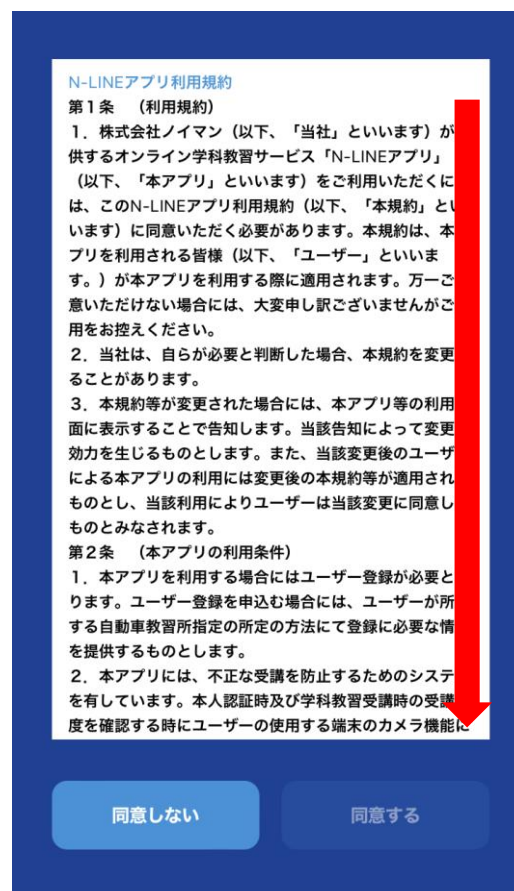 N-LINEアプリ利用規約
第1条　（利用規約）
1．株式会社ノイマン（以下、「当社」といいます）が
供するオンライン学科教習サービス「N-LINEアプリ」
（以下、「本アプリ」といいます）をご利用いただくに
は、このN-LINEアプリ利用規約（以下、「本規約」とい
います）に同意いただく必要があります。本規約は、本
プリを利用される皆様（以下、「ユーザー」といいま
す。）が本アプリを利用する際に適用されます。万一ご
意いただけない場合には、大変申し訳ございませんがご
用をお控えください。
2．当社は、自らが必要と判断した場合、本規約を変更
ることがあります。
3．本規約等が変更された場合には、本アプリ等の利用
面に表示することで告知します。当該告知によって変更
効力を生じるものとします。また、当該変更後のユーザ
による本アプリの利用には変更後の本規約等が適用され
ものとし、当該利用によりユーザーは当該変更に同意し
ものとみなされます。
第2条　（本アプリの利用条件）
1．本アプリを利用する場合にはユーザー登録が必要と
ります。ユーザー登録を申込む場合には、ユーザーが所
する自動車教習所指定の所定の方法にて登録に必要な情
を提供するものとします。
2．本アプリには、不正な受講を防止するためのシステ
を有しています。本人認証時及び学科教習受講時の受講
度を確認する時にユーザーの使用する端末のカメラ機能に
同意しない
同意する